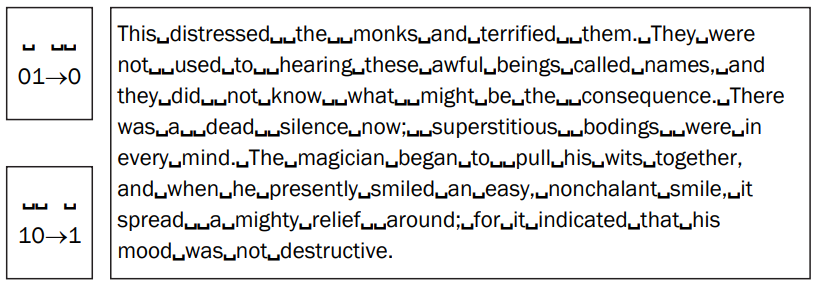 ␣ ␣␣
01→0
␣␣ ␣
10→1
This␣distressed␣␣the␣␣monks␣and␣terrified␣␣them.␣They␣were
not␣␣used␣to␣␣hearing␣these␣awful␣beings␣called␣names,␣and
they␣did␣␣not␣know␣␣what␣␣might␣be␣the␣␣consequence.␣There
was␣a␣␣dead␣␣silence␣now;␣␣superstitious␣␣bodings␣␣were␣in
every␣mind.␣The␣magician␣began␣to␣␣pull␣his␣wits␣together,
and␣when␣he␣presently␣smiled␣an␣easy,␣nonchalant␣smile,␣it
spread␣␣a␣mighty␣relief␣␣around;␣for␣it␣indicated␣that␣his
mood␣was␣not␣destructive.